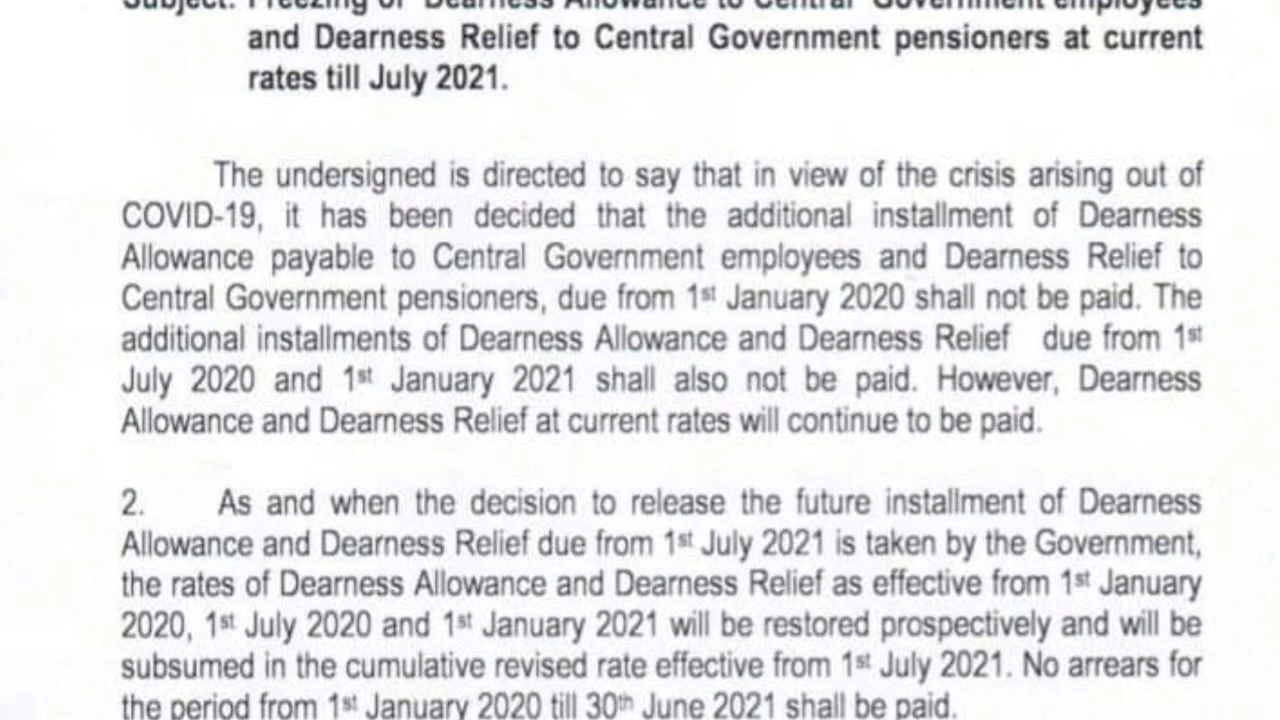 Subject: Freezing of Dearness Allowance to Central Government employees
and Dearness Relief to Central Government pensioners at current
rates till July 2021.
The undersigned is directed to say that in view of the crisis arising out of
COVID-19, it has been decided that the additional installment of Dearness
Allowance payable to Central Government employees and Dearness Relief to
Central Government pensioners, due from 1st January 2020 shall not be paid. The
additional installments of Dearness Allowance and Dearness Relief due from 1st
July 2020 and 1st January 2021 shall also not be paid. However, Dearness
Allowance and Dearness Relief at current rates will continue to be paid.
2. As and when the decision to release the future installment of Dearness
Allowance and Dearness Relief due from 1st July 2021 is taken by the Government,
the rates of Dearness Allowance and Dearness Relief as effective from 1st January
2020, 1st July 2020 and 1st January 2021 will be restored prospectively and will be
subsumed in the cumulative revised rate effective from 1st July 2021. No arrears for
the period from 1st January 2020 till 30th June 2021 shall be paid.